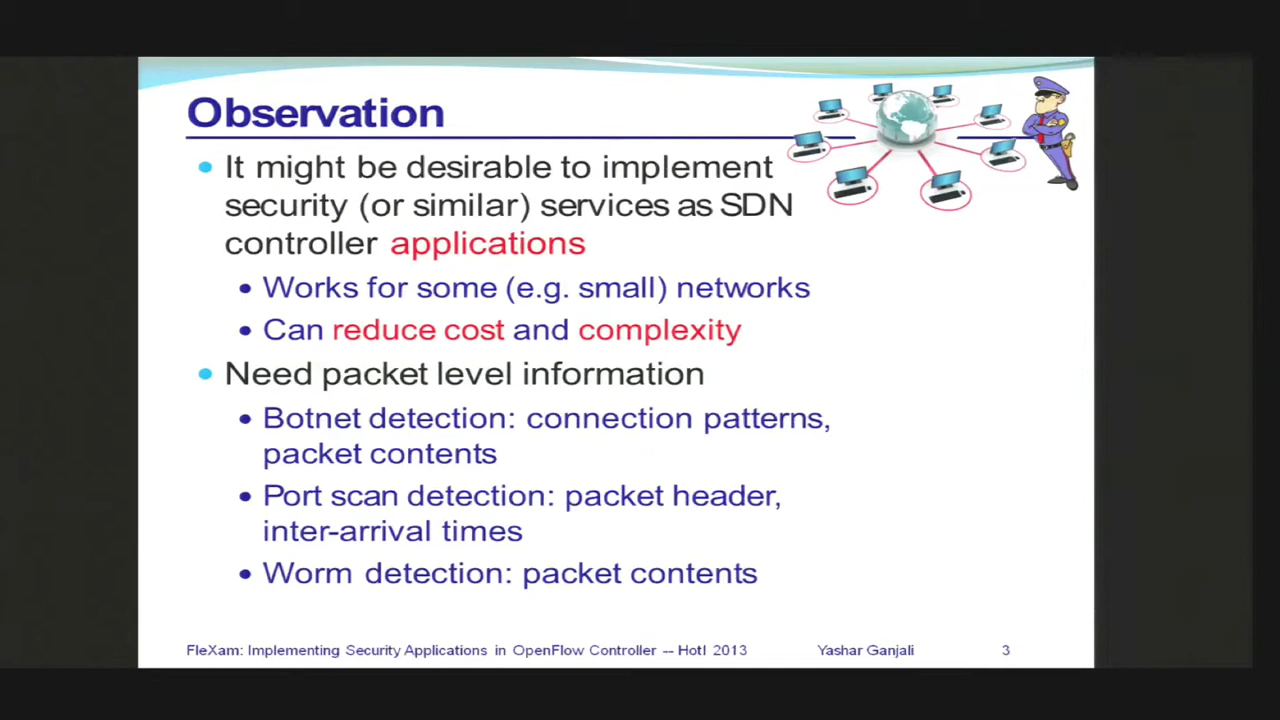 Observation
• It might be desirable to implement
security (or similar) services as SDN
controller applications
• Works for some (e.g. small) networks
• Can reduce cost and complexity
• Need packet level information
• Botnet detection: connection patterns,
packet contents
• Port scan detection: packet header,
inter-arrival times
• Worm detection: packet contents
FleXam: Implementing Security Applications in OpenFlow Controller -- HotI 2013 Yashar Ganjali 3